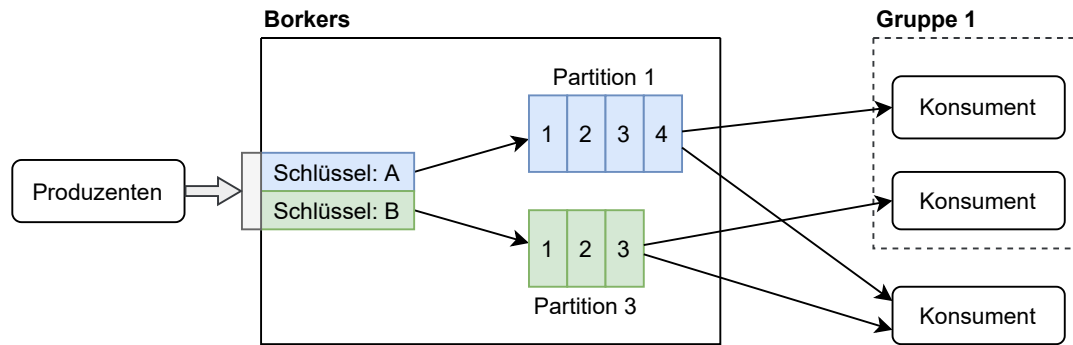 Borkers
Gruppe 1
Partition 1
1 2 3 4
Konsument
Produzenten
Schlüssel: A
Schlüssel: B
Konsument
1 2 3
Partition 3
Konsument